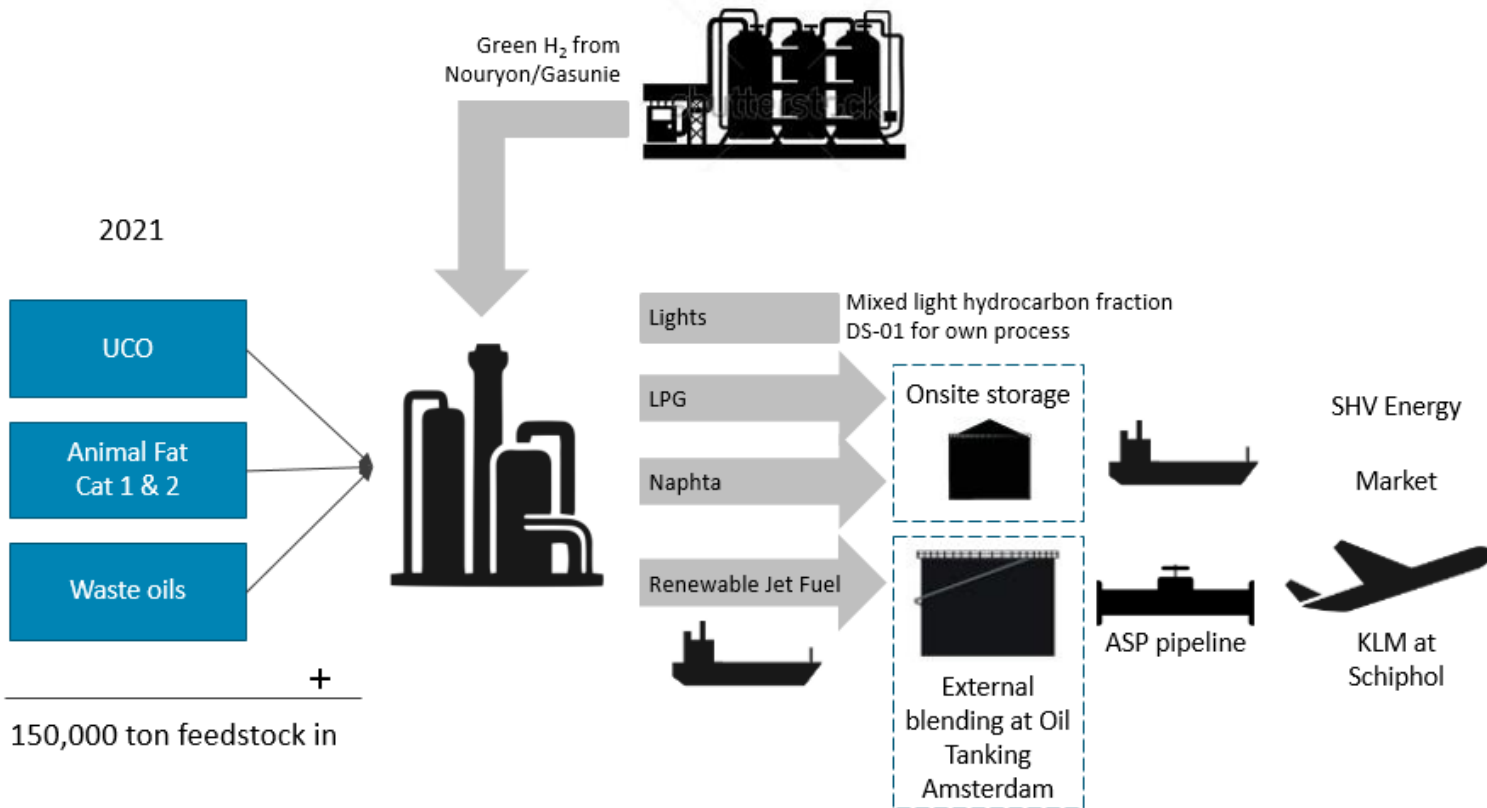 Green H₂ from
Nouryon/Gasunie
shutterstock
2021
UCO
Animal Fat
Cat 1 & 2
Waste oils
+
150,000 ton feedstock in
Lights
Mixed light hydrocarbon fraction
DS-01 for own process
LPG
Naphta
Renewable Jet Fuel
Onsite storage
SHV Energy
Market
External
blending at Oil
Tanking
Amsterdam
ASP pipeline
KLM at
Schiphol